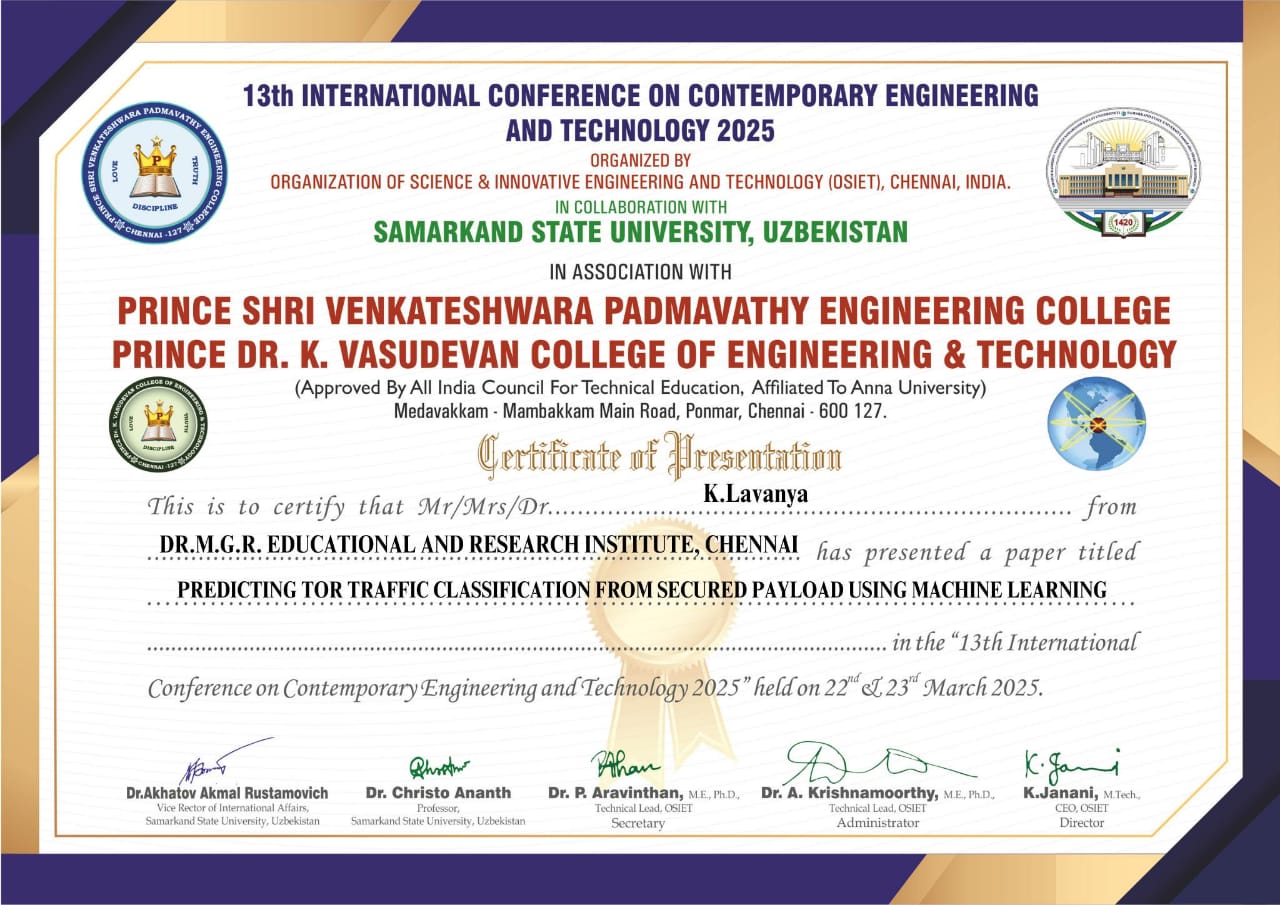 13th INTERNATIONAL CONFERENCE ON CONTEMPORARY ENGINEERING
AND TECHNOLOGY 2025
ORGANIZED BY
ORGANIZATION OF SCIENCE & INNOVATIVE ENGINEERING AND TECHNOLOGY (OSIET), CHENNAI, INDIA.
IN COLLABORATION WITH
SAMARKAND STATE UNIVERSITY, UZBEKISTAN
IN ASSOCIATION WITH
PRINCE SHRI VENKATESHWARA PADMAVATHY ENGINEERING COLLEGE
PRINCE DR. K. VASUDEVAN COLLEGE OF ENGINEERING & TECHNOLOGY
(Approved By All India Council For Technical Education, Affiliated To Anna University)
Medavakkam - Mambakkam Main Road, Ponmar, Chennai - 600 127.
PRINCE SHRI VENKATESHWARA PADMAVATHY ENGINEERING COLLEGE
CHENNAI -127
LOVE
TRUTH
P
DISCIPLINE
1420
PRINCE Dr. K. VASUDEVAN COLLEGE OF ENGINEERING & TECHNOLOGY
CHENNAI -127
LOVE
TRUTH
P
DISCIPLINE
Certificate of Presentation
This is to certify that Mr/Mrs/Dr. K.Lavanya from
DR.M.G.R. EDUCATIONAL AND RESEARCH INSTITUTE, CHENNAI has presented a paper titled
PREDICTING TOR TRAFFIC CLASSIFICATION FROM SECURED PAYLOAD USING MACHINE LEARNING
in the “13th International
Conference on Contemporary Engineering and Technology 2025” held on 22nd & 23rd March 2025.
K. Janani
Dr.Akhatov Akmal Rustamovich
Vice Rector of International Affairs,
Samarkand State University, Uzbekistan
Dr. Christo Ananth
Professor,
Samarkand State University, Uzbekistan
Dr. P. Aravinthan, M.E., Ph.D.,
Technical Lead, OSIET
Secretary
Dr. A. Krishnamoorthy, M.E., Ph.D.,
Technical Lead, OSIET
Administrator
K.Janani, M.Tech.,
CEO, OSIET
Director